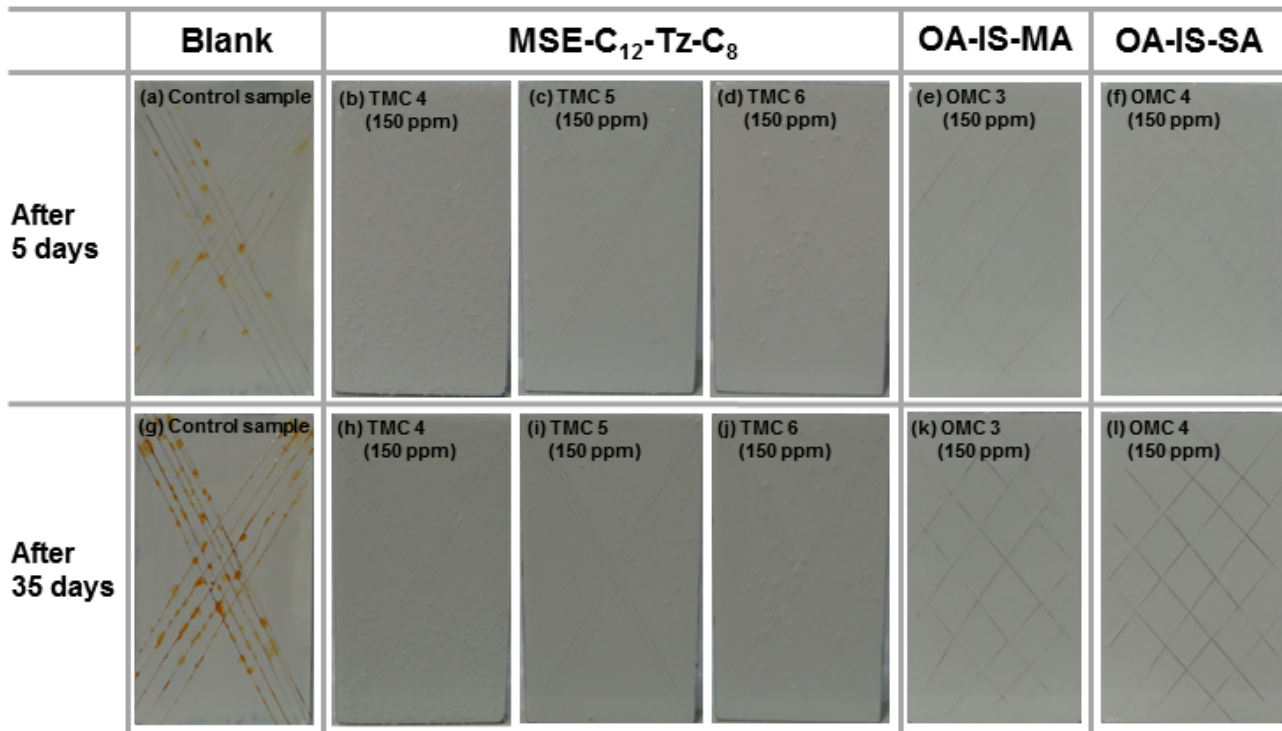 Blank
MSE-C₁₂-Tz-C₈
OA-IS-MA
OA-IS-SA
After
5 days
(a) Control sample
(b) TMC 4
(150 ppm)
(c) TMC 5
(150 ppm)
(d) TMC 6
(150 ppm)
(e) OMC 3
(150 ppm)
(f) OMC 4
(150 ppm)
After
35 days
(g) Control sample
(h) TMC 4
(150 ppm)
(i) TMC 5
(150 ppm)
(j) TMC 6
(150 ppm)
(k) OMC 3
(150 ppm)
(l) OMC 4
(150 ppm)